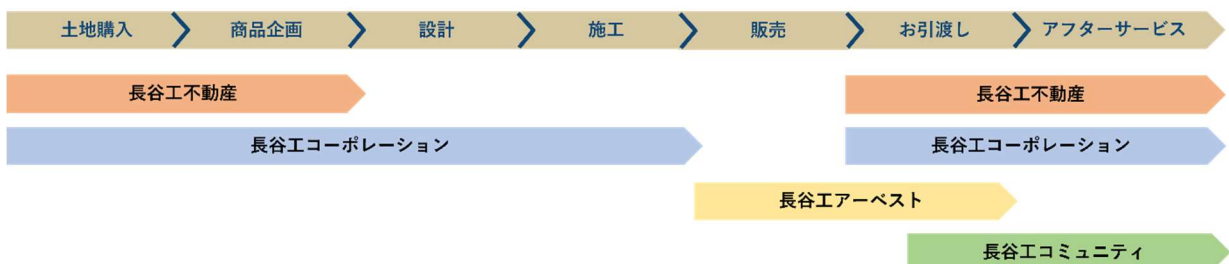 土地購入 商品企画 設計 施工 販売 お引渡し アフターサービス
長谷工不動産 長谷工不動産
長谷工コーポレーション 長谷工コーポレーション
長谷工アーベスト
長谷工コミュニティ